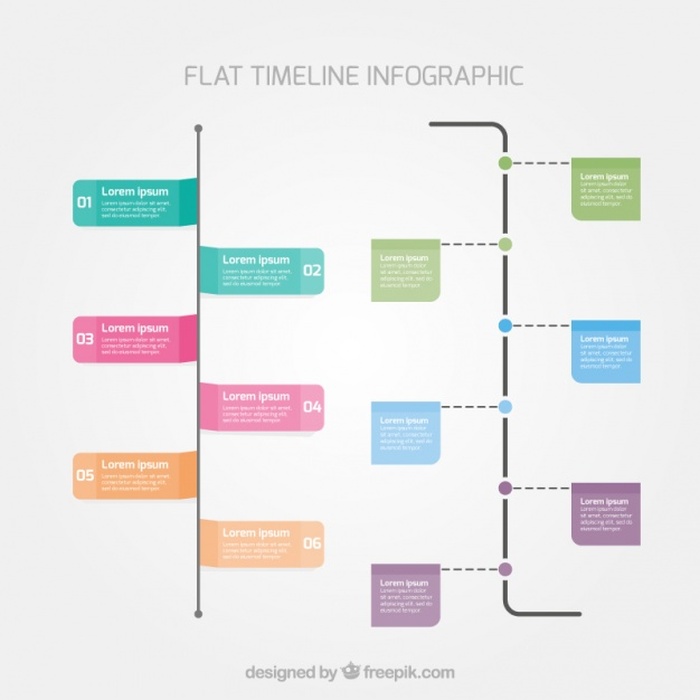 FLAT TIMELINE INFOGRAPHIC
01
Lorem ipsum
Lorem ipsum dolor sit amet,
consectetur adipiscing elit,
sed do eiusmod tempor.
Lorem ipsum
Lorem ipsum dolor sit amet,
consectetur adipiscing elit,
sed do eiusmod tempor.
02
03
Lorem ipsum
Lorem ipsum dolor sit amet,
consectetur adipiscing elit,
sed do eiusmod tempor.
Lorem ipsum
Lorem ipsum dolor sit amet,
consectetur adipiscing elit,
sed do eiusmod tempor.
04
05
Lorem ipsum
Lorem ipsum dolor sit amet,
consectetur adipiscing elit,
sed do eiusmod tempor.
Lorem ipsum
Lorem ipsum dolor sit amet,
consectetur adipiscing elit,
sed do eiusmod tempor.
06
Lorem ipsum
Lorem ipsum dolor
sit amet, consectetur
adipiscing elit, sed do
eiusmod tempor.
Lorem ipsum
Lorem ipsum dolor
sit amet, consectetur
adipiscing elit, sed do
eiusmod tempor.
Lorem ipsum
Lorem ipsum dolor
sit amet, consectetur
adipiscing elit, sed do
eiusmod tempor.
Lorem ipsum
Lorem ipsum dolor
sit amet, consectetur
adipiscing elit, sed do
eiusmod tempor.
Lorem ipsum
Lorem ipsum dolor
sit amet, consectetur
adipiscing elit, sed do
eiusmod tempor.
Lorem ipsum
Lorem ipsum dolor
sit amet, consectetur
adipiscing elit, sed do
eiusmod tempor.
designed by freepik.com